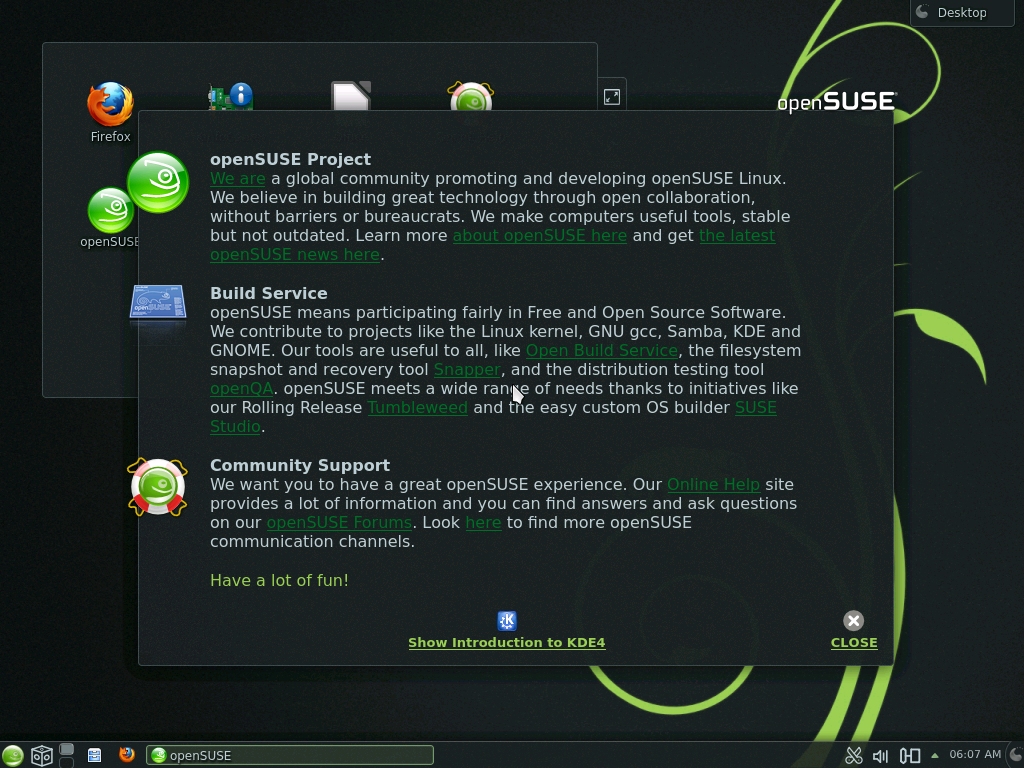 Desktop
openSUSE
Firefox
openSUSE
openSUSE Project
We are a global community promoting and developing openSUSE Linux.
We believe in building great technology through open collaboration,
without barriers or bureaucrats. We make computers useful tools, stable
but not outdated. Learn more about openSUSE here and get the latest
openSUSE news here.
Build Service
openSUSE means participating fairly in Free and Open Source Software.
We contribute to projects like the Linux kernel, GNU gcc, Samba, KDE and
GNOME. Our tools are useful to all, like Open Build Service, the filesystem
snapshot and recovery tool Snapper, and the distribution testing tool
openQA. openSUSE meets a wide range of needs thanks to initiatives like
our Rolling Release Tumbleweed and the easy custom OS builder SUSE
Studio.
Community Support
We want you to have a great openSUSE experience. Our Online Help site
provides a lot of information and you can find answers and ask questions
on our openSUSE Forums. Look here to find more openSUSE
communication channels.
Have a lot of fun!
Show Introduction to KDE4
CLOSE
openSUSE
06:07 AM